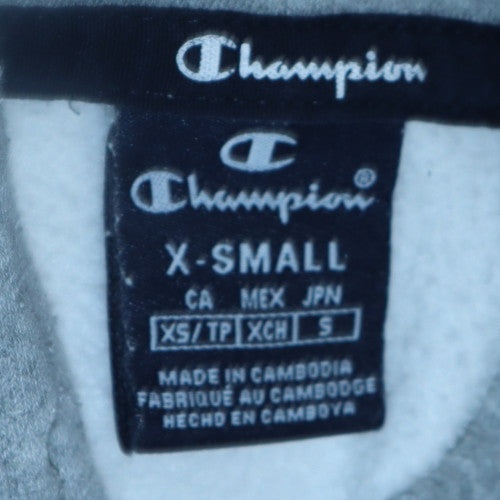 Champion
Champion®
X-SMALL
CA MEX JPN
XS/TP XCH S
MADE IN CAMBODIA
FABRIQUÉ AU CAMBODGE
HECHO EN CAMBOYA